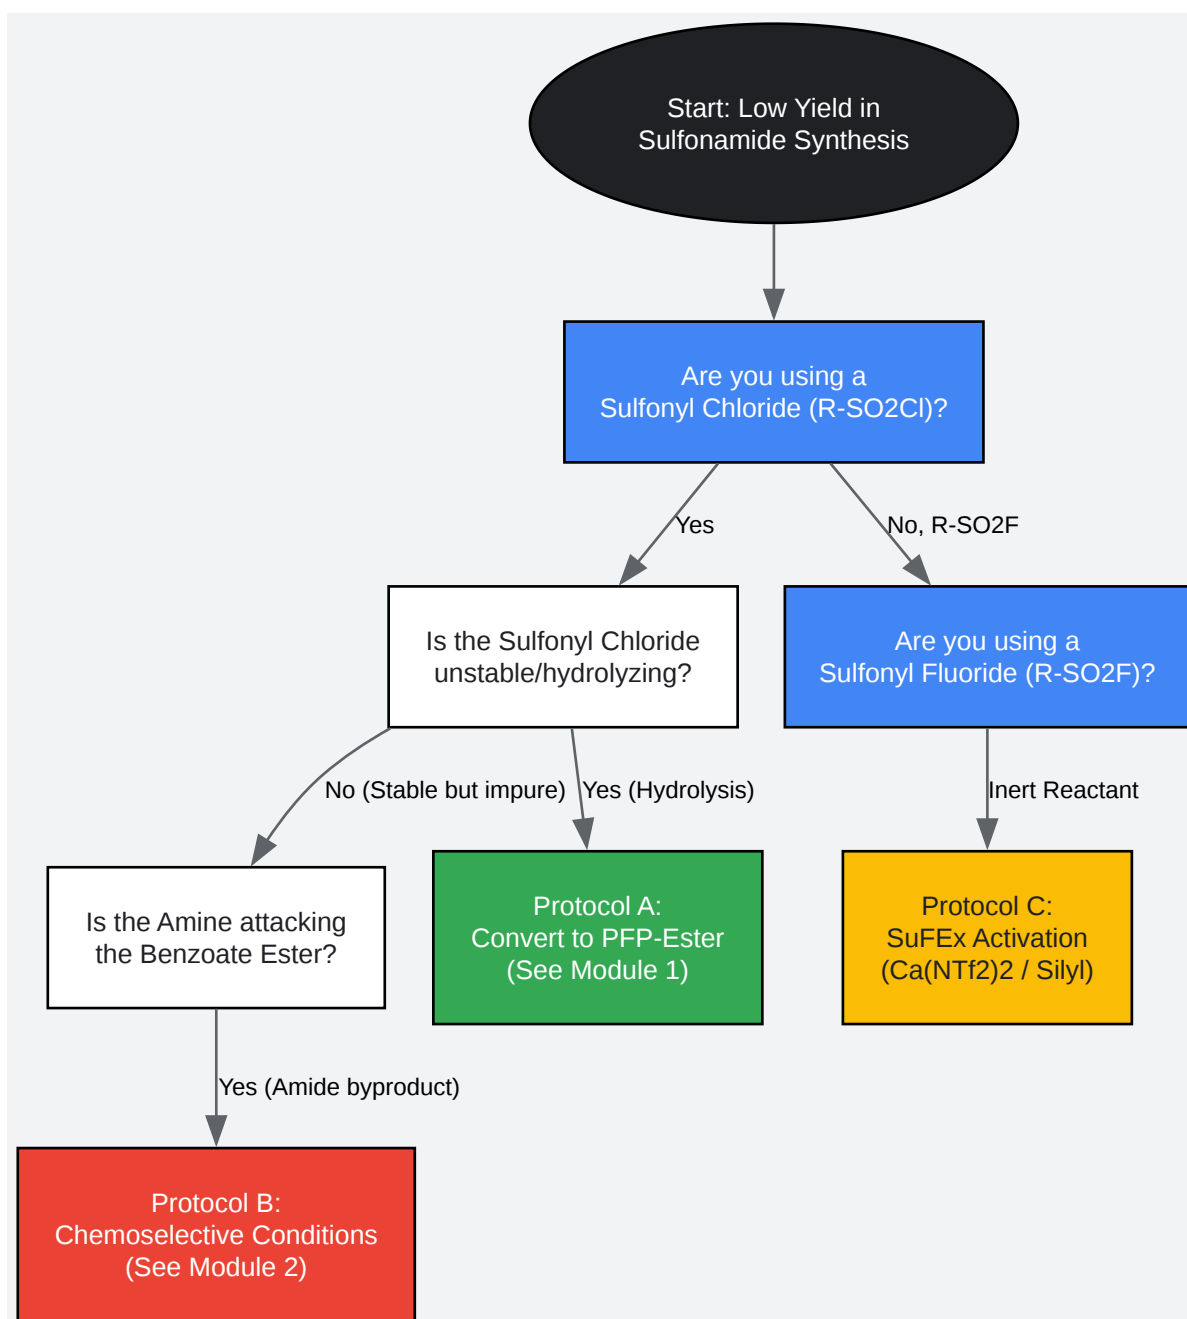 Start: Low Yield in
Sulfonamide Synthesis
Are you using a
Sulfonyl Chloride (R-SO2Cl)?
Yes
No, R-SO2F
Is the Sulfonyl Chloride
unstable/hydrolyzing?
Are you using a
Sulfonyl Fluoride (R-SO2F)?
No (Stable but impure)
Yes (Hydrolysis)
Inert Reactant
Is the Amine attacking
the Benzoate Ester?
Protocol A:
Convert to PFP-Ester
(See Module 1)
Protocol C:
SuFEx Activation
(Ca(NTf2)2 / Silyl)
Yes (Amide byproduct)
Protocol B:
Chemoselective Conditions
(See Module 2)